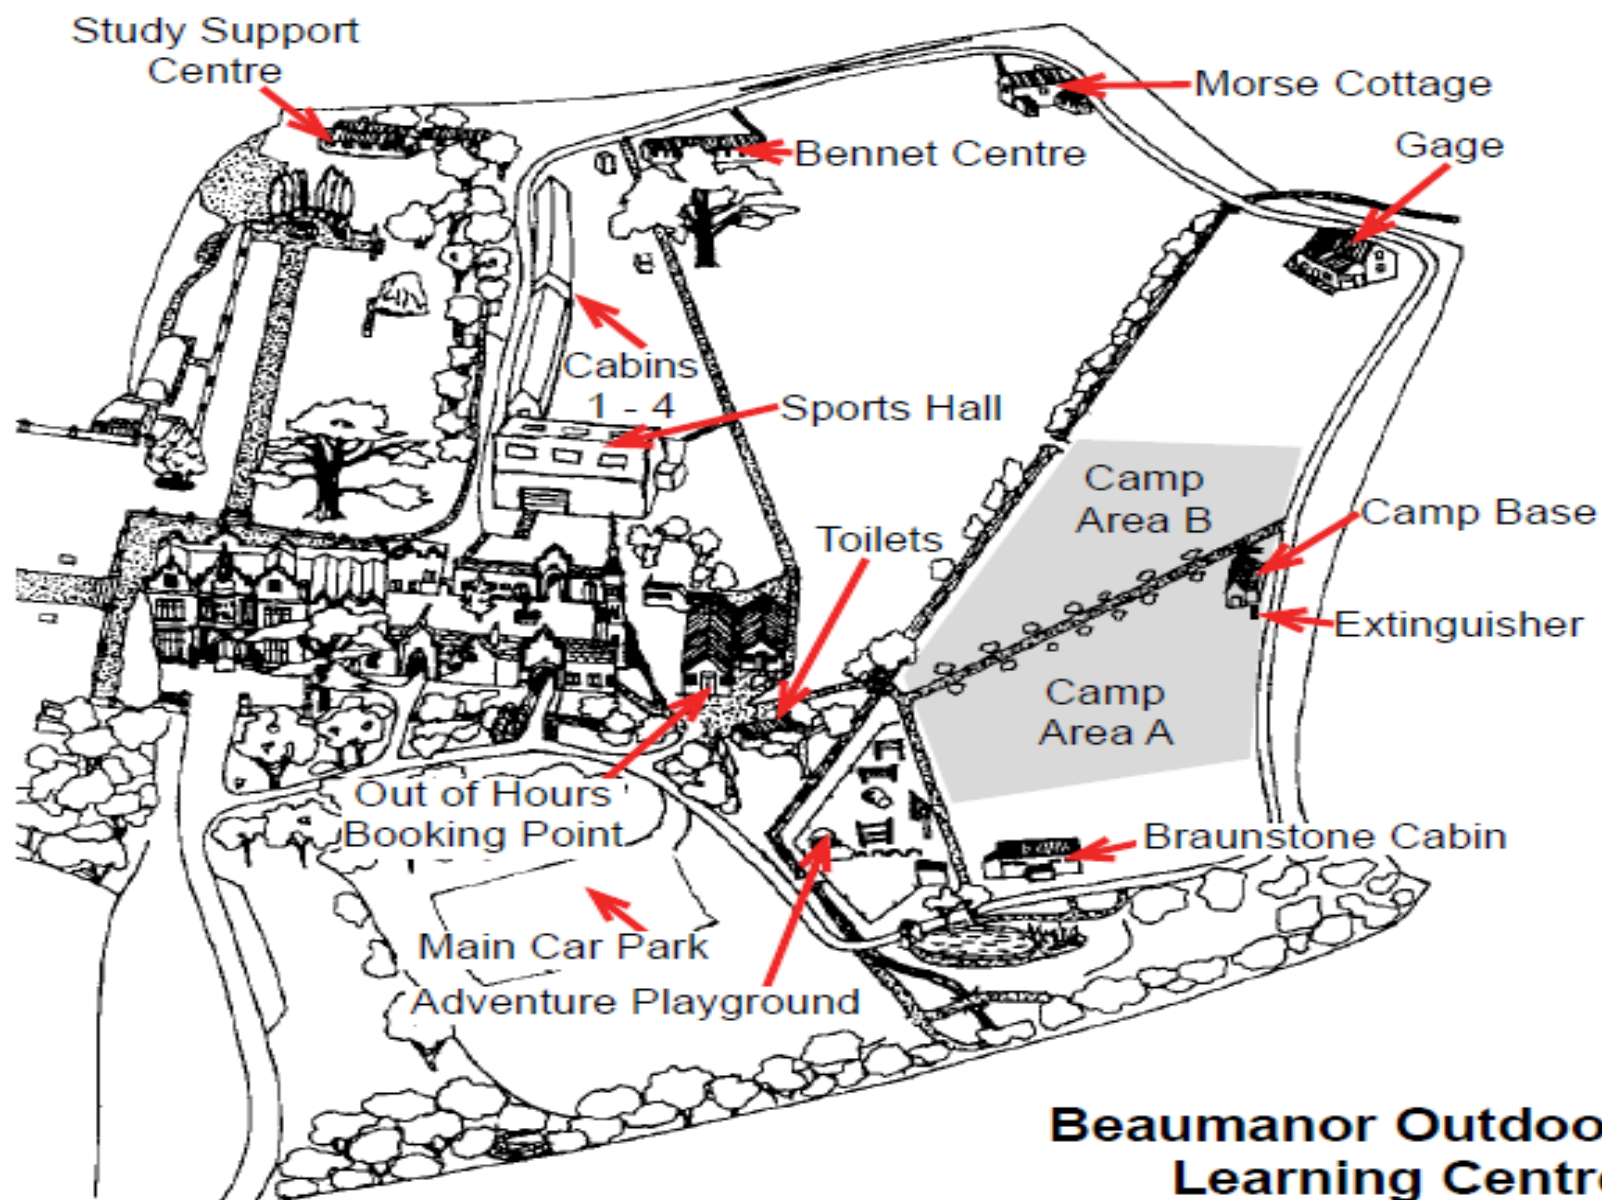 Study Support
Centre
Morse Cottage
Gage
Bennet Centre
Cabins
1 - 4
Sports Hall
Camp
Area B
Camp Base
Toilets
Extinguisher
Camp
Area A
Out of Hours
Booking Point
Braunstone Cabin
Main Car Park
Adventure Playground
Beaumanor Outdoo
Learning Centr